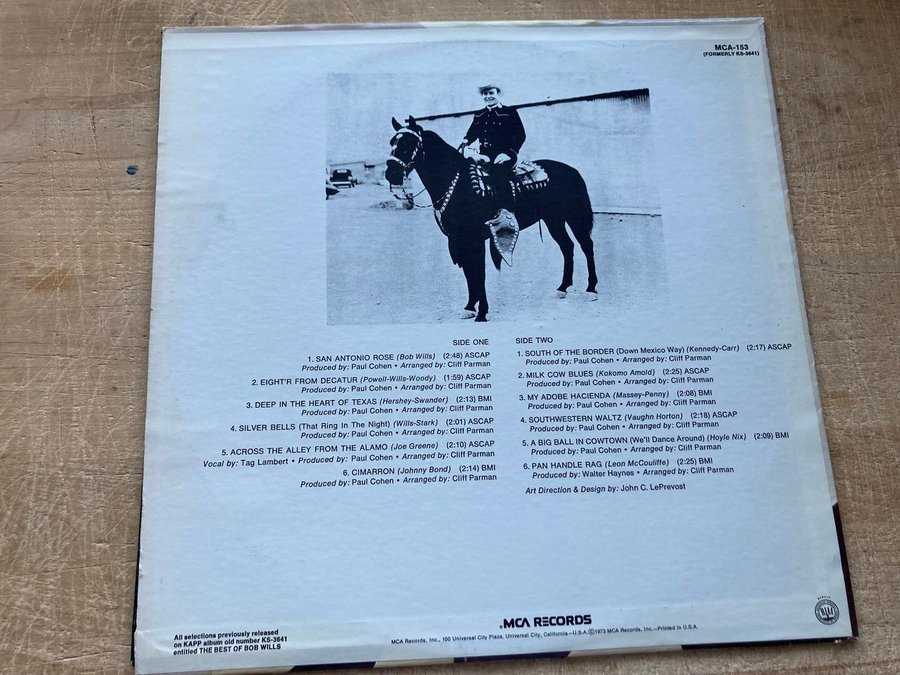 MCA-153
(FORMERLY KS-3641)
SIDE ONE
1. SAN ANTONIO ROSE (Bob Wills) (2:48) ASCAP
Produced by: Paul Cohen • Arranged by: Cliff Parman
2. EIGHT'R FROM DECATUR (Powell-Wills-Woody) (1:59) ASCAP
Produced by: Paul Cohen • Arranged by: Cliff Parman
3. DEEP IN THE HEART OF TEXAS (Hershey-Swander) (2:13) BMI
Produced by: Paul Cohen • Arranged by: Cliff Parman
4. SILVER BELLS (That Ring In The Night) (Wills-Stark) (2:01) ASCAP
Produced by: Paul Cohen • Arranged by: Cliff Parman
5. ACROSS THE ALLEY FROM THE ALAMO (Joe Greene) (2:10) ASCAP
Vocal by: Tag Lambert • Produced by: Paul Cohen • Arranged by: Cliff Parman
6. CIMARRON (Johnny Bond) (2:14) BMI
Produced by: Paul Cohen • Arranged by: Cliff Parman
SIDE TWO
1. SOUTH OF THE BORDER (Down Mexico Way) (Kennedy-Carr) (2:17) ASCAP
Produced by: Paul Cohen • Arranged by: Cliff Parman
2. MILK COW BLUES (Kokomo Arnold) (2:25) ASCAP
Produced by: Paul Cohen • Arranged by: Cliff Parman
3. MY ADOBE HACIENDA (Massey-Penny) (2:08) BMI
Produced by: Paul Cohen • Arranged by: Cliff Parman
4. SOUTHWESTERN WALTZ (Vaughn Horton) (2:18) ASCAP
Produced by: Paul Cohen • Arranged by: Cliff Parman
5. A BIG BALL IN COWTOWN (We'll Dance Around) (Hoyle Nix) (2:09) BMI
Produced by: Paul Cohen • Arranged by: Cliff Parman
6. PAN HANDLE RAG (Leon McCouliffe) (2:25) BMI
Produced by: Walter Haynes • Arranged by: Cliff Parman
Art Direction & Design by: John C. LePrevost
All selections previously released
on KAPP album old number KS-3641
entitled THE BEST OF BOB WILLS
MCA RECORDS
MCA Records, Inc., 100 Universal City Plaza, Universal City, California—U.S.A. Ⓒ1973 MCA Records, Inc.—Printed in U.S.A.